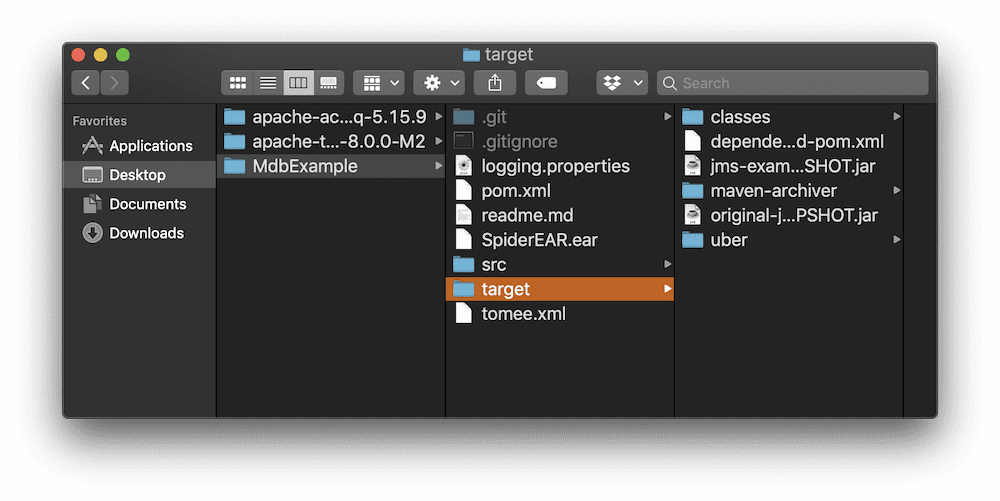 target
Search
Favorites
Applications
Desktop
Documents
Downloads
apache-ac...q-5.15.9
apache-t...-8.0.0-M2
MdbExample
.git
.gitignore
logging.properties
pom.xml
readme.md
SpiderEAR.ear
src
target
tomee.xml
classes
depende...d-pom.xml
jms-exam...SHOT.jar
maven-archiver
original-j...PSHOT.jar
uber